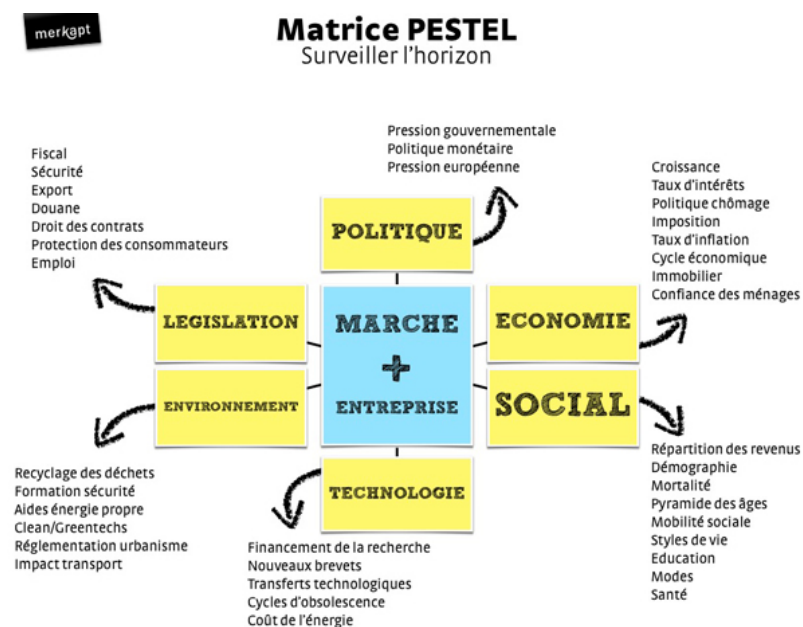 merkapt
Matrice PESTEL
Surveiller l'horizon
Pression gouvernementale
Politique monétaire
Pression européenne
Fiscal
Sécurité
Export
Douane
Droit des contrats
Protection des consommateurs
Emploi
Croissance
Taux d'intérêts
Politique chômage
Imposition
Taux d'inflation
Cycle économique
Immobilier
Confiance des ménages
POLITIQUE
LEGISLATION
MARCHE
+
ENTREPRISE
ECONOMIE
ENVIRONNEMENT
SOCIAL
TECHNOLOGIE
Recyclage des déchets
Formation sécurité
Aides énergie propre
Clean/Greentechs
Réglementation urbanisme
Impact transport
Financement de la recherche
Nouveaux brevets
Transferts technologiques
Cycles d'obsolescence
Coût de l'énergie
Répartition des revenus
Démographie
Mortalité
Pyramide des âges
Mobilité sociale
Styles de vie
Education
Modes
Santé